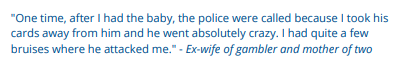 "One time, after I had the baby, the police were called because I took his
cards away from him and he went absolutely crazy. I had quite a few
bruises where he attacked me." - Ex-wife of gambler and mother of two